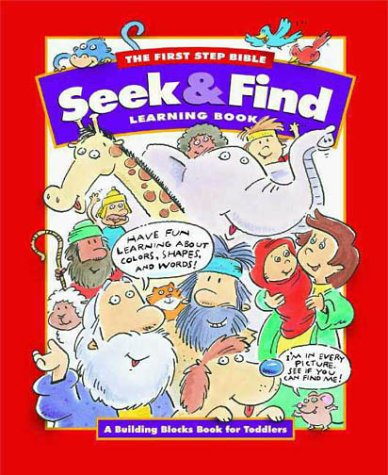 THE FIRST STEP BIBLE
Seek & Find
LEARNING BOOK
HAVE FUN
LEARNING ABOUT
COLORS, SHAPES,
AND WORDS!
I'M IN EVERY
PICTURE.
SEE IF YOU
CAN FIND ME!
A Building Blocks Book for Toddlers